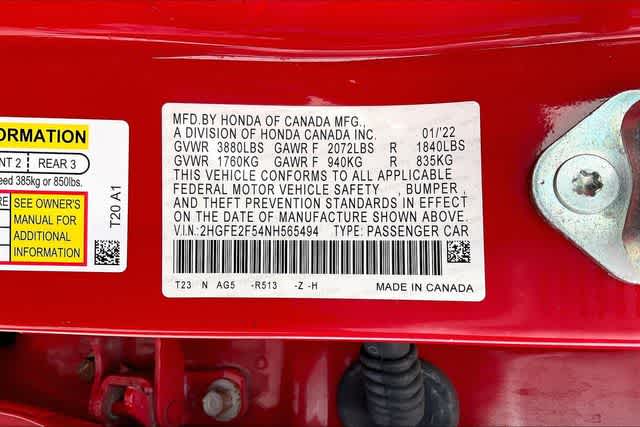 ORMATION
NT 2 REAR 3
eed 385kg or 850lbs.
RE
SEE OWNER'S
MANUAL FOR
ADDITIONAL
INFORMATION
T20 A1
MFD.BY HONDA OF CANADA MFG.,
A DIVISION OF HONDA CANADA INC. 01/'22
GVWR 3880LBS GAWR F 2072LBS R 1840LBS
GVWR 1760KG GAWR F 940KG R 835KG
THIS VEHICLE CONFORMS TO ALL APPLICABLE
FEDERAL MOTOR VEHICLE SAFETY , BUMPER ,
AND THEFT PREVENTION STANDARDS IN EFFECT
ON THE DATE OF MANUFACTURE SHOWN ABOVE.
V.I.N.:2HGFE2F54NH565494 TYPE: PASSENGER CAR
T23 N AG5 -R513 -Z -H MADE IN CANADA